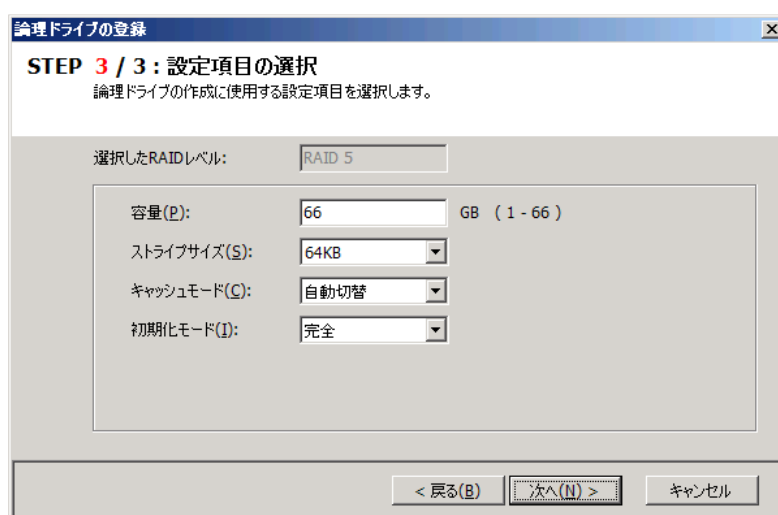 論理ドライブの登録
STEP 3 / 3 : 設定項目の選択
論理ドライブの作成に使用する設定項目を選択します。
選択したRAIDレベル: RAID 5
容量(P): 66 GB ( 1 - 66 )
ストライプサイズ(S): 64KB
キャッシュモード(C): 自動切替
初期化モード(I): 完全
< 戻る(B) 次へ(N) > キャンセル